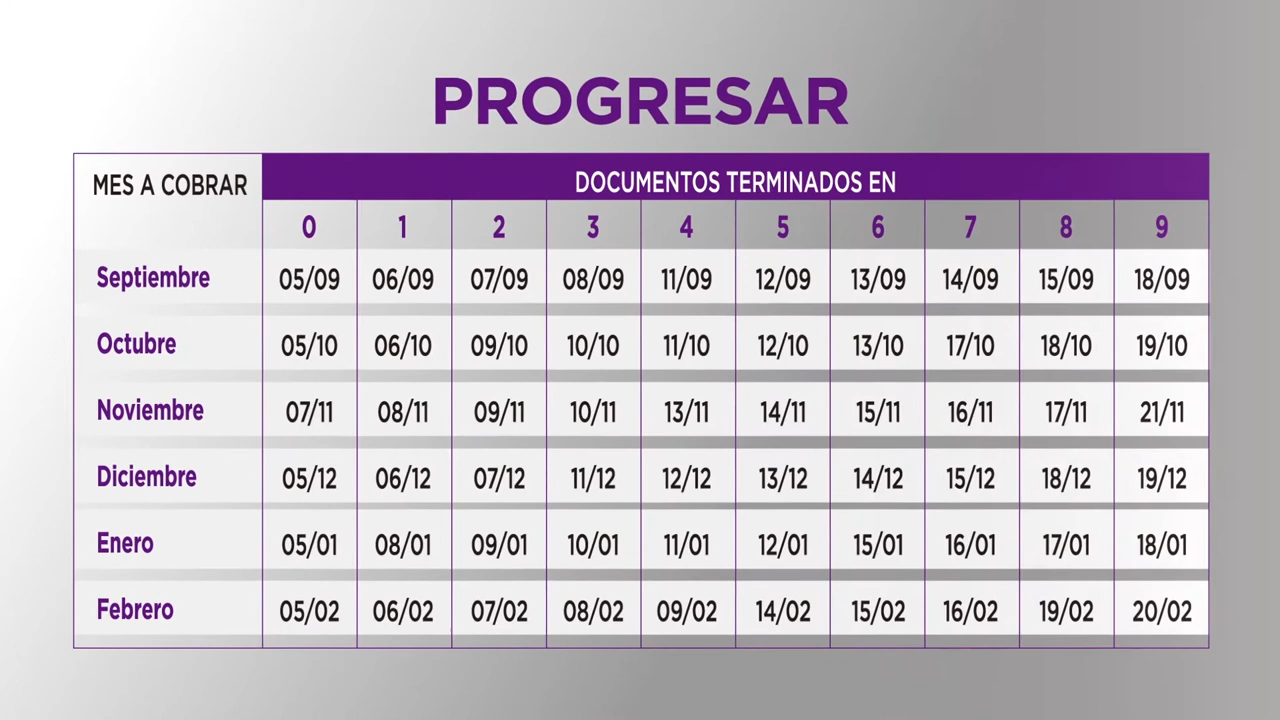 PROGRESAR
MES A COBRAR DOCUMENTOS TERMINADOS EN
0 1 2 3 4 5 6 7 8 9
Septiembre 05/09 06/09 07/09 08/09 11/09 12/09 13/09 14/09 15/09 18/09
Octubre 05/10 06/10 09/10 10/10 11/10 12/10 13/10 17/10 18/10 19/10
Noviembre 07/11 08/11 09/11 10/11 13/11 14/11 15/11 16/11 17/11 21/11
Diciembre 05/12 06/12 07/12 11/12 12/12 13/12 14/12 15/12 18/12 19/12
Enero 05/01 08/01 09/01 10/01 11/01 12/01 15/01 16/01 17/01 18/01
Febrero 05/02 06/02 07/02 08/02 09/02 14/02 15/02 16/02 19/02 20/02